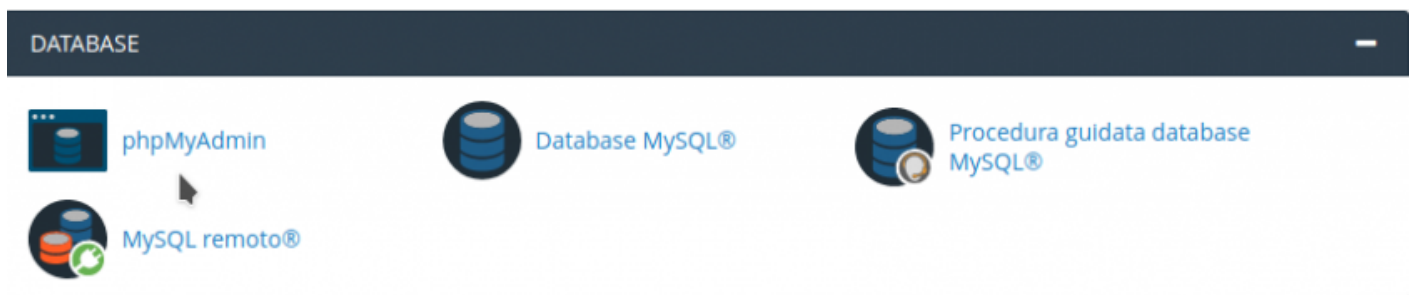 DATABASE
phpMyAdmin
Database MySQL®
Procedura guidata database
MySQL®
MySQL remoto®